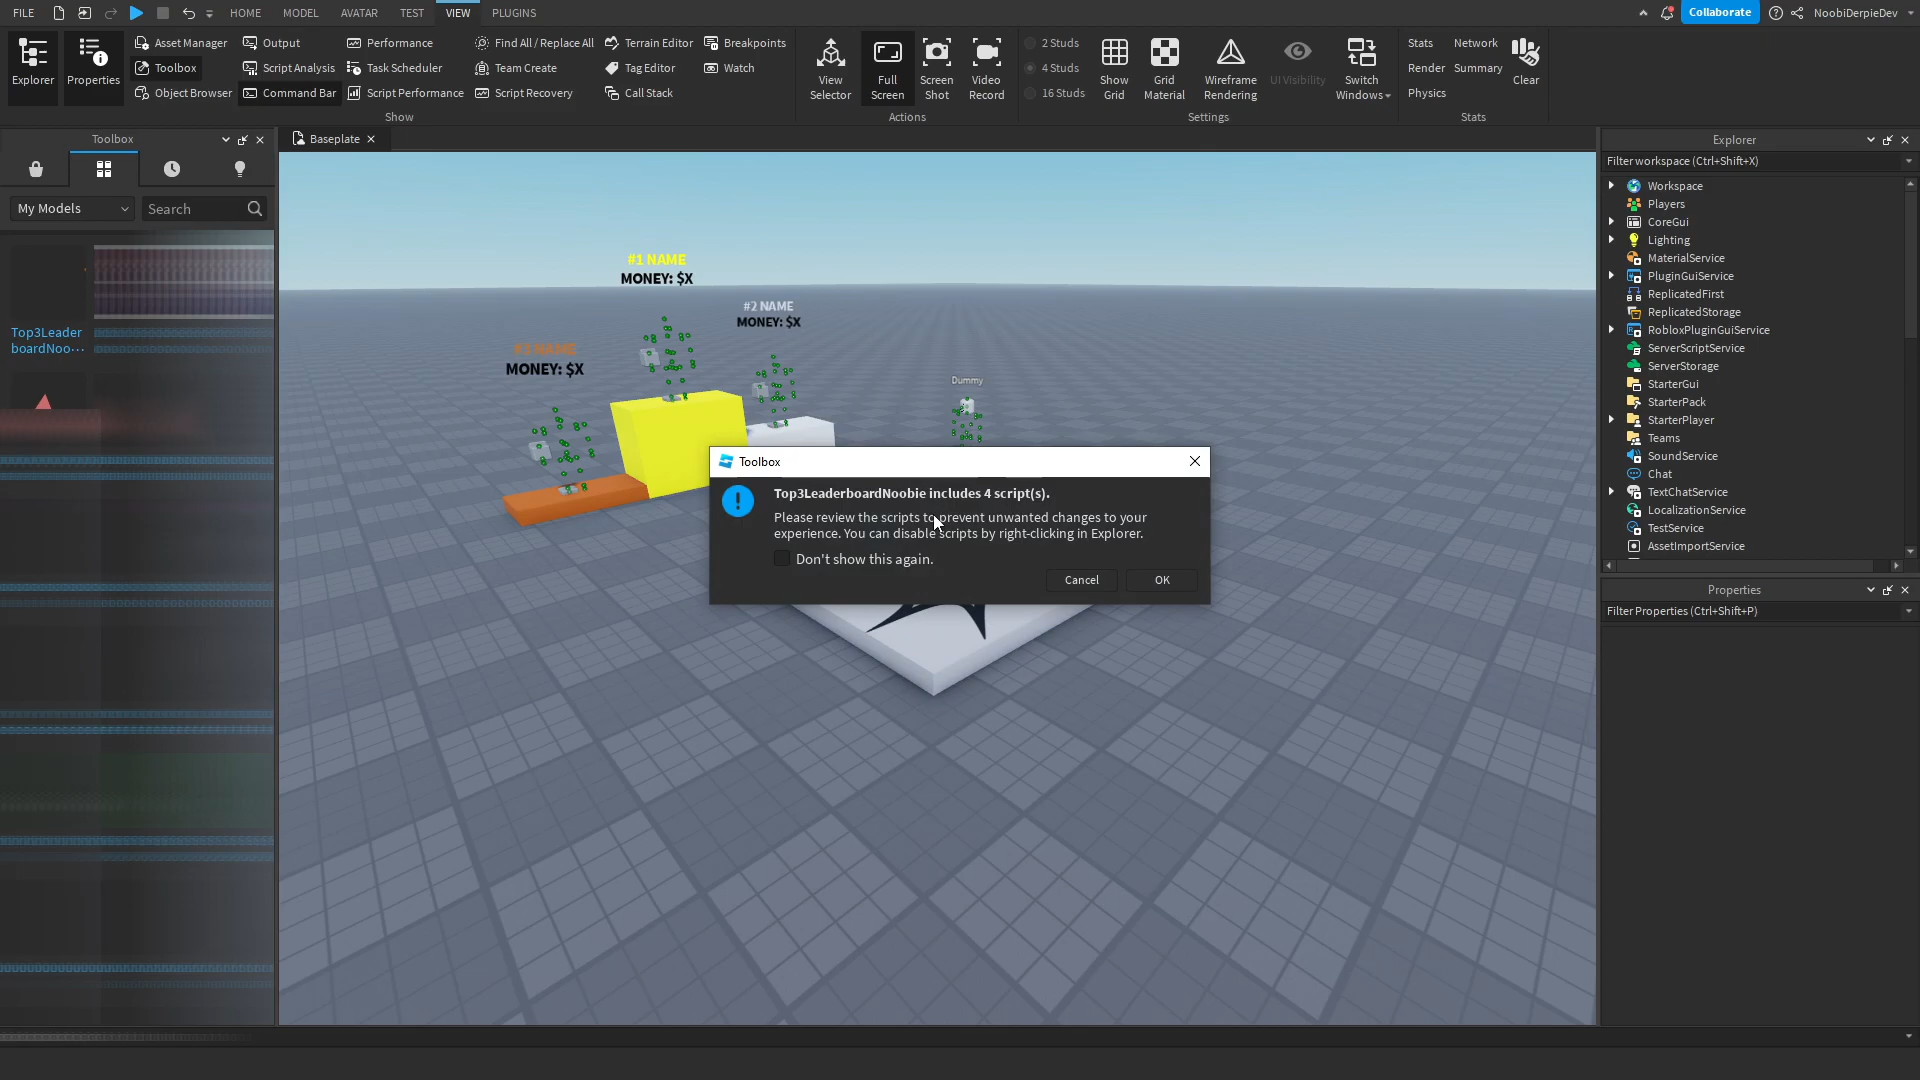 FILE HOME MODEL AVATAR TEST VIEW PLUGINS Collaborate NoobiDerpieDev
Explorer
Properties
Asset Manager
Toolbox
Object Browser
Output
Script Analysis
Command Bar
Performance
Task Scheduler
Script Performance
Find All / Replace All
Team Create
Script Recovery
Terrain Editor
Tag Editor
Call Stack
Breakpoints
Watch
Show
View
Selector
Full
Screen
Screen
Shot
Video
Record
Actions
2 Studs
4 Studs
16 Studs
Show
Grid
Grid
Material
Wireframe
Rendering
UI Visibility
Switch
Windows
Settings
Stats
Render
Physics
Network
Summary
Clear
Stats
Toolbox
My Models
Search
Top3Leader
boardNoo...
Baseplate
#1 NAME
MONEY: $X
#2 NAME
MONEY: $X
#3 NAME
MONEY: $X
Dummy
Toolbox
Top3LeaderboardNoobie includes 4 script(s).
Please review the scripts to prevent unwanted changes to your
experience. You can disable scripts by right-clicking in Explorer.
Don't show this again.
Cancel OK
Explorer
Filter workspace (Ctrl+Shift+X)
Workspace
Players
CoreGui
Lighting
MaterialService
PluginGuiService
ReplicatedFirst
ReplicatedStorage
RobloxPluginGuiService
ServerScriptService
ServerStorage
StarterGui
StarterPack
StarterPlayer
Teams
SoundService
Chat
TextChatService
LocalizationService
TestService
AssetImportService
Properties
Filter Properties (Ctrl+Shift+P)